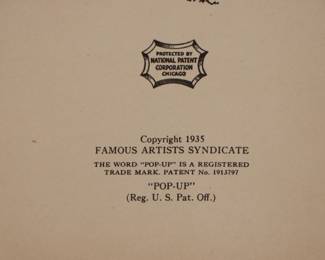 PROTECTED BY
NATIONAL PATENT
CORPORATION
CHICAGO
Copyright 1935
FAMOUS ARTISTS SYNDICATE
THE WORD "POP-UP" IS A REGISTERED
TRADE MARK. PATENT No. 1913797
"POP-UP"
(Reg. U. S. Pat. Off.)